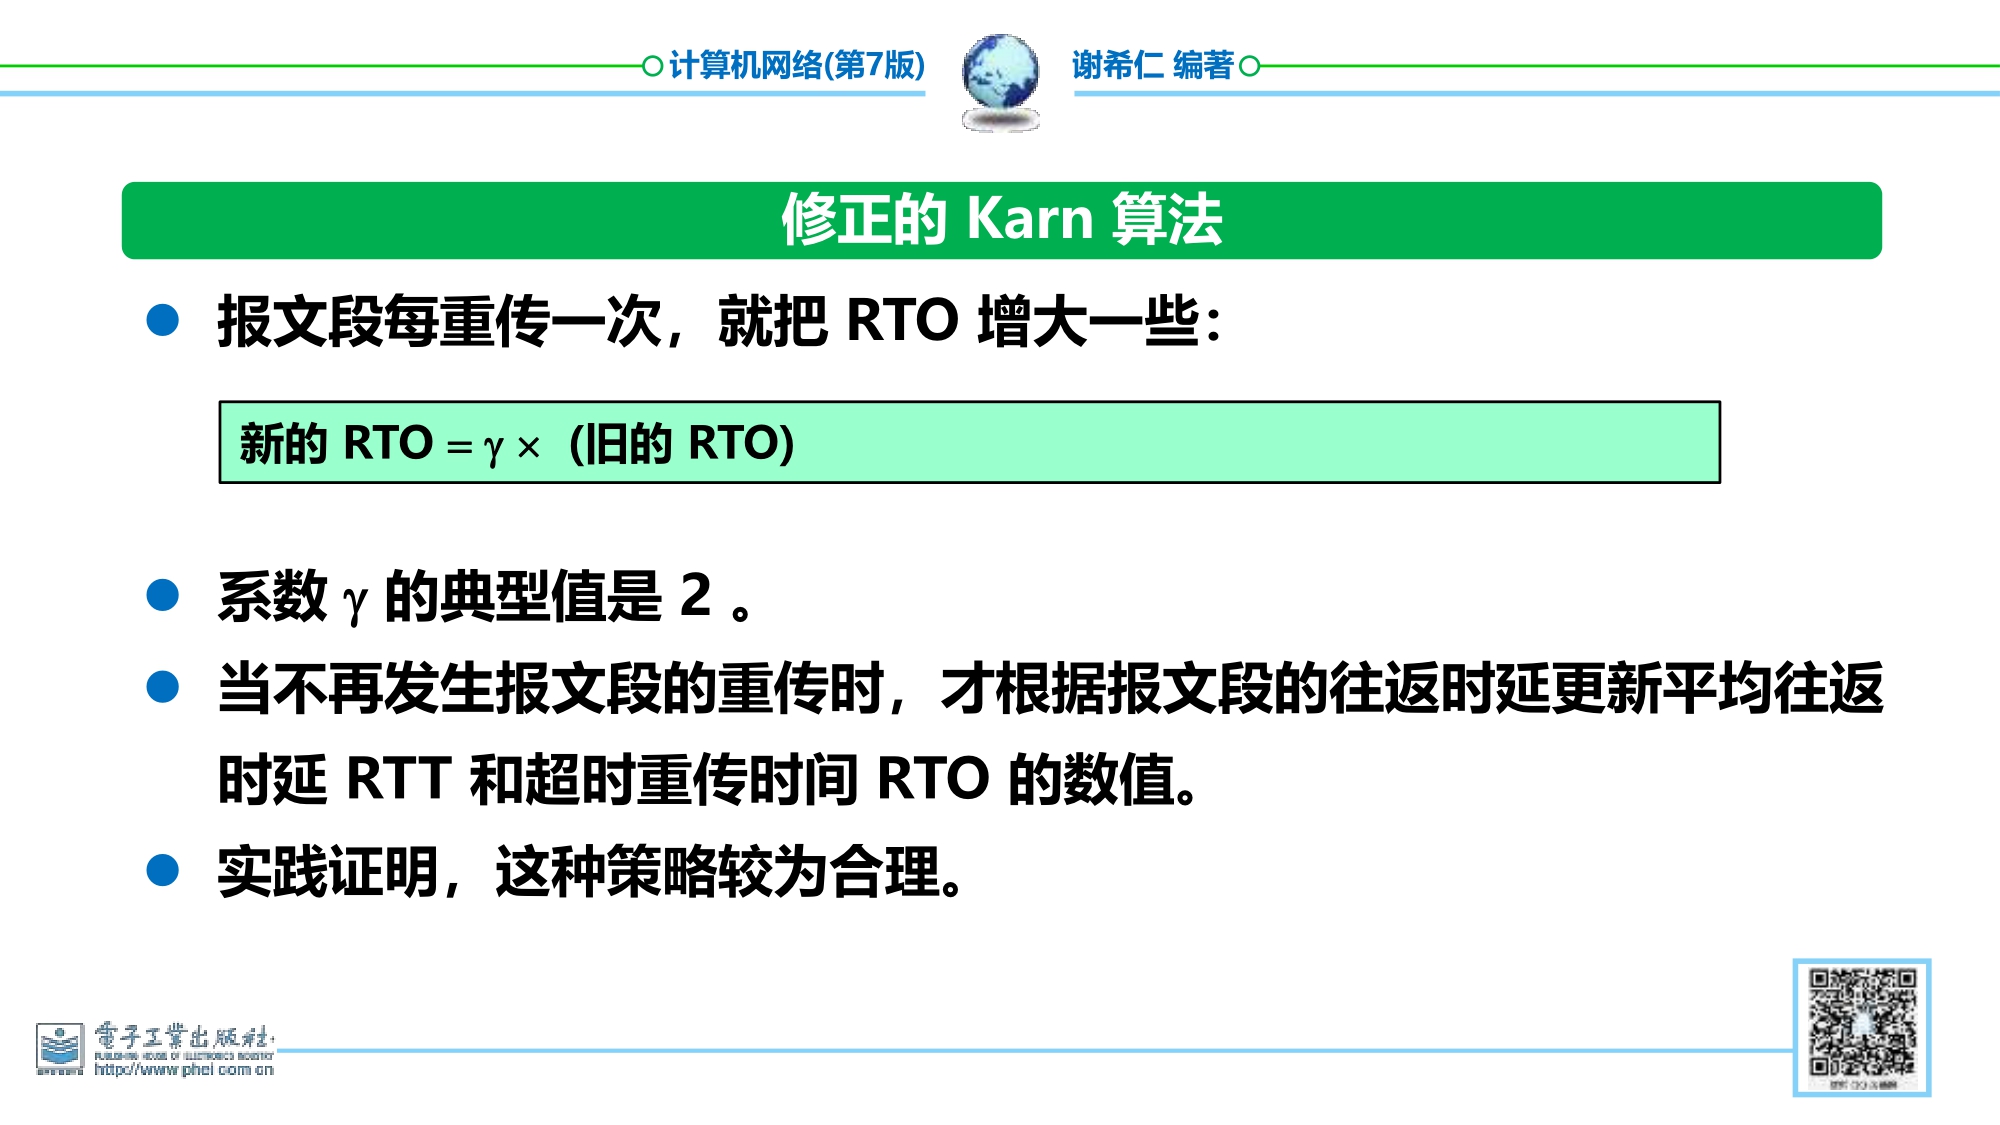 计算机网络(第7版)
谢希仁 编著
修正的 Karn 算法
报文段每重传一次，就把 RTO 增大一些：
新的 RTO = γ × (旧的 RTO)
系数 γ 的典型值是 2 。
当不再发生报文段的重传时，才根据报文段的往返时延更新平均往返
时延 RTT 和超时重传时间 RTO 的数值。
实践证明，这种策略较为合理。
電子工業出版社
PUBLISHING HOUSE OF ELECTRONICS INDUSTRY
http://www.phei.com.cn